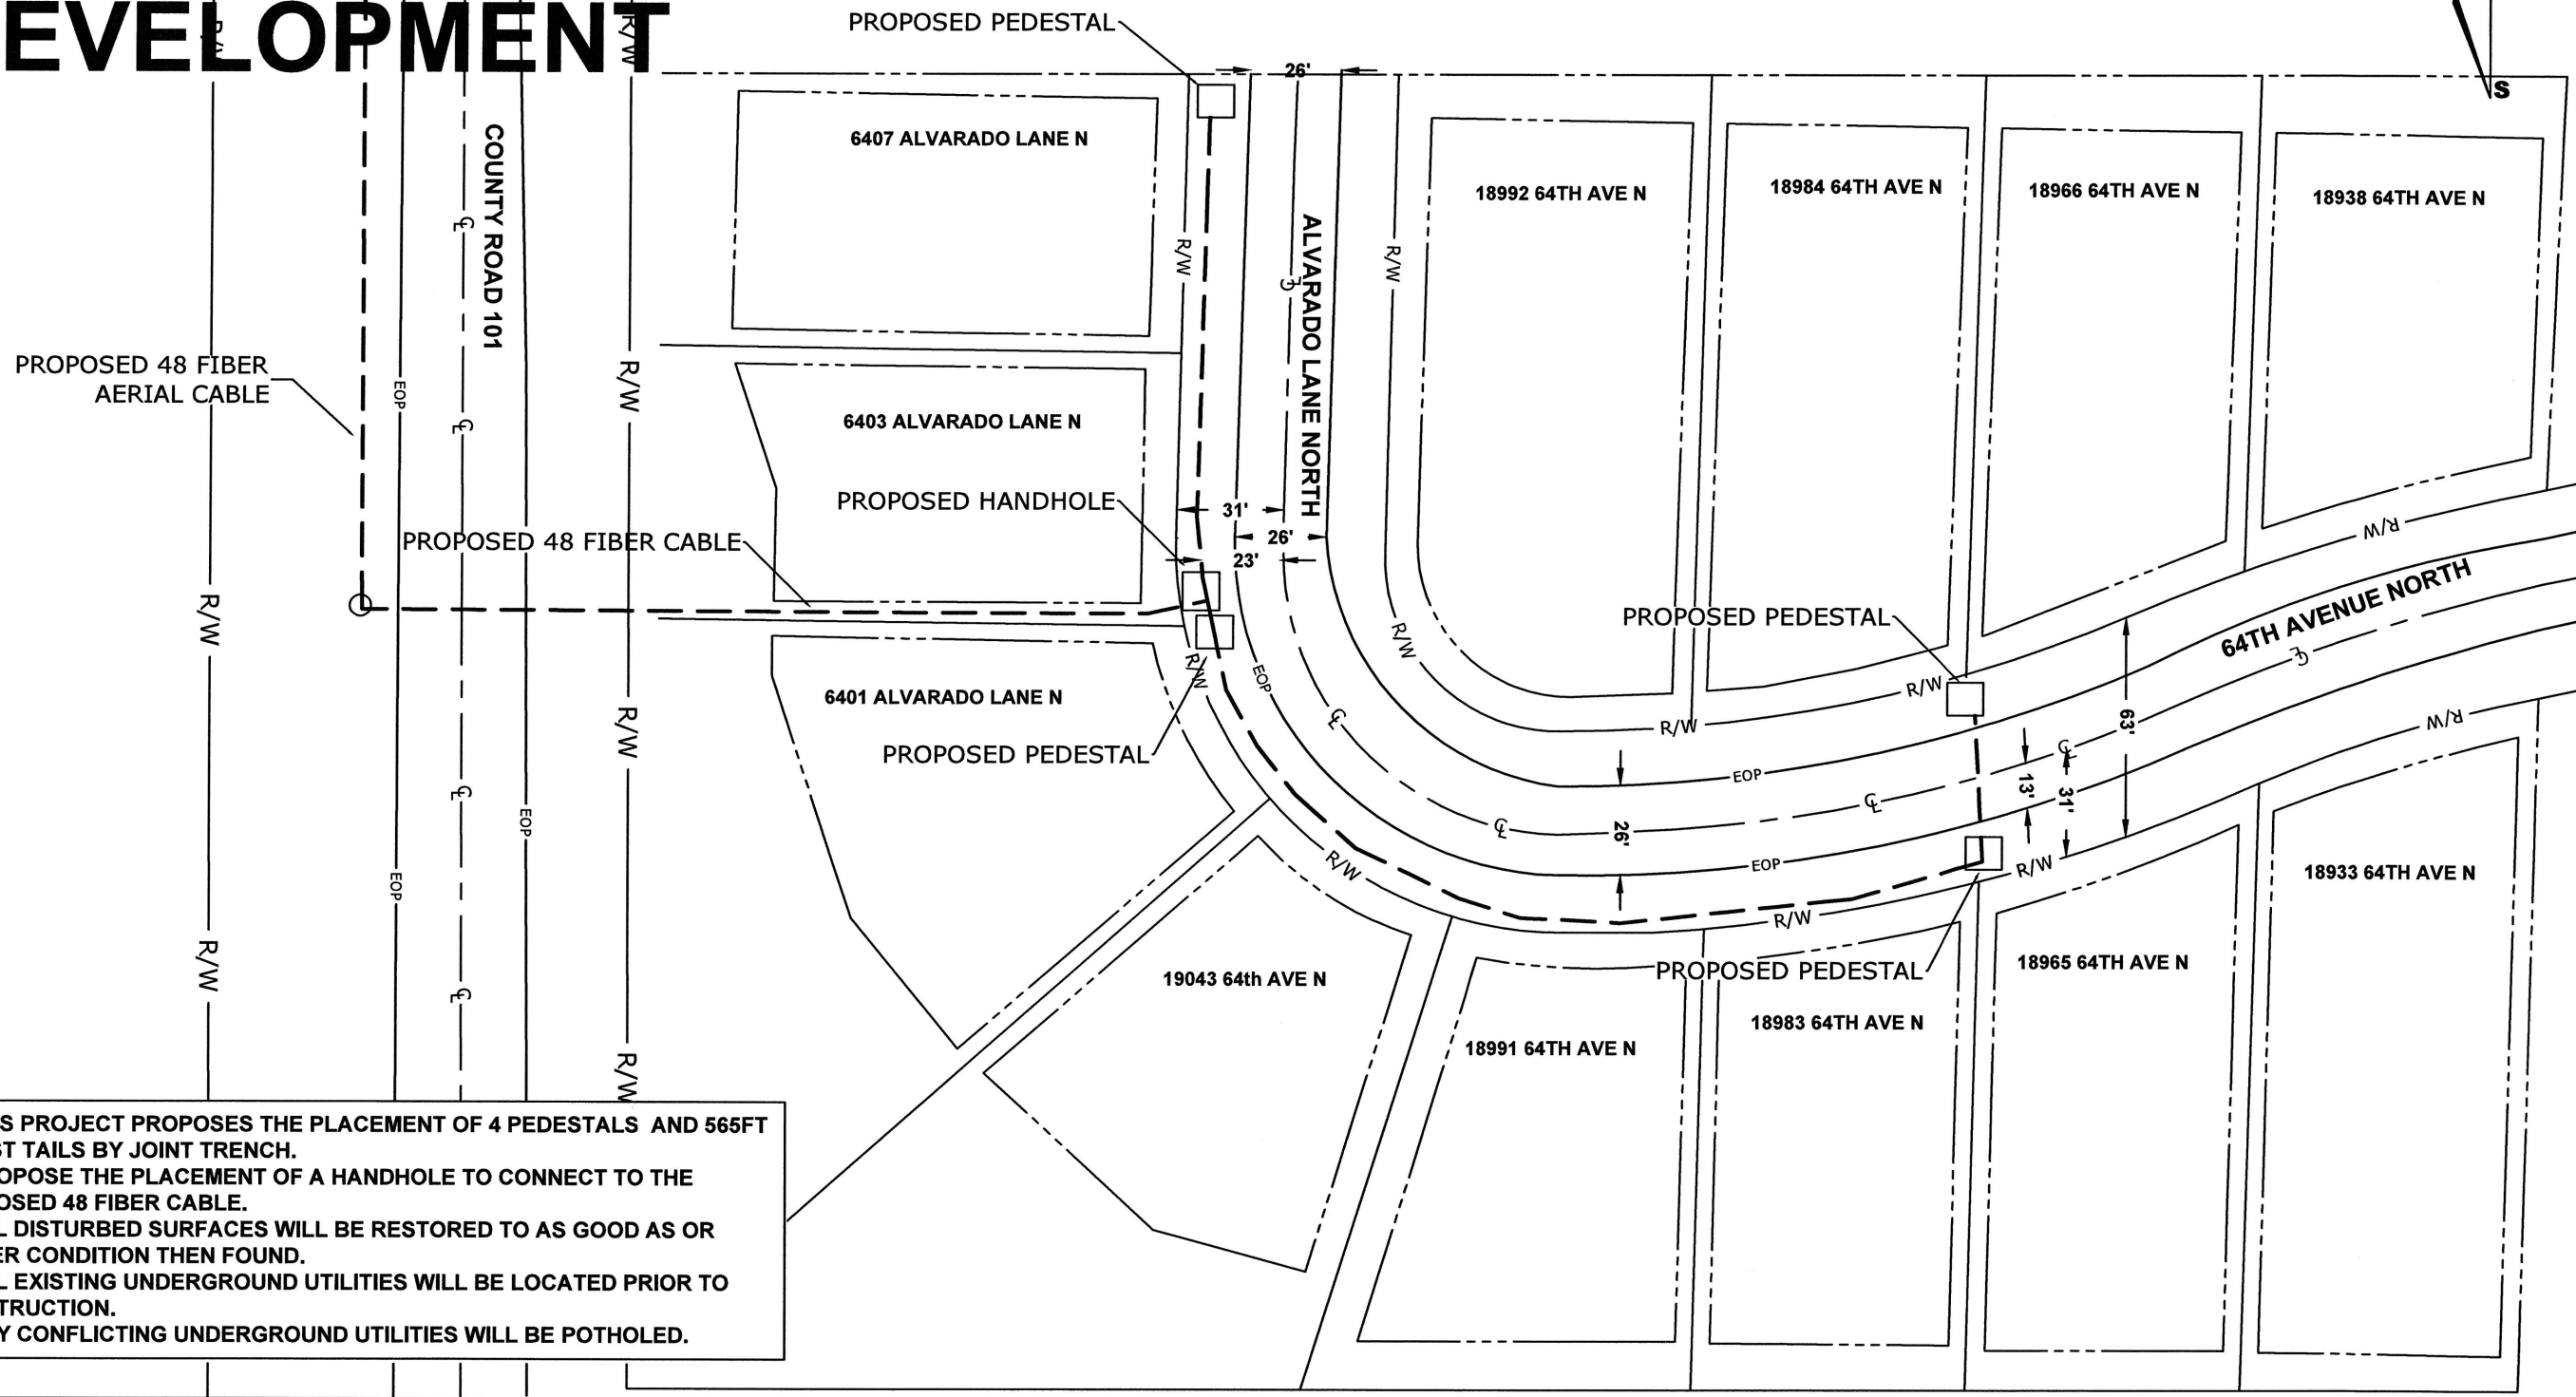 EVELOPMENT
PROPOSED PEDESTAL
26'
S
R/W
R/W
COUNTY ROAD 101
℄
6407 ALVARADO LANE N
18992 64TH AVE N
18984 64TH AVE N
18966 64TH AVE N
18938 64TH AVE N
R/W
ALVARADO LANE NORTH
R/W
℄
PROPOSED 48 FIBER
AERIAL CABLE
EOP
℄
R/W
6403 ALVARADO LANE N
PROPOSED HANDHOLE
31'
26'
23'
PROPOSED 48 FIBER CABLE
R/W
64TH AVENUE NORTH
℄
R/W
PROPOSED PEDESTAL
R/W
R/W
EOP
R/W
6401 ALVARADO LANE N
R/W
R/W
R/W
℄
63'
℄
PROPOSED PEDESTAL
EOP
13'
31'
℄
EOP
℄
℄
26'
EOP
R/W
R/W
EOP
18933 64TH AVE N
R/W
R/W
℄
19043 64th AVE N
PROPOSED PEDESTAL
18965 64TH AVE N
18983 64TH AVE N
18991 64TH AVE N
R/W
S PROJECT PROPOSES THE PLACEMENT OF 4 PEDESTALS AND 565FT
ST TAILS BY JOINT TRENCH.
OPOSE THE PLACEMENT OF A HANDHOLE TO CONNECT TO THE
OSED 48 FIBER CABLE.
L DISTURBED SURFACES WILL BE RESTORED TO AS GOOD AS OR
ER CONDITION THEN FOUND.
L EXISTING UNDERGROUND UTILITIES WILL BE LOCATED PRIOR TO
TRUCTION.
Y CONFLICTING UNDERGROUND UTILITIES WILL BE POTHOLED.